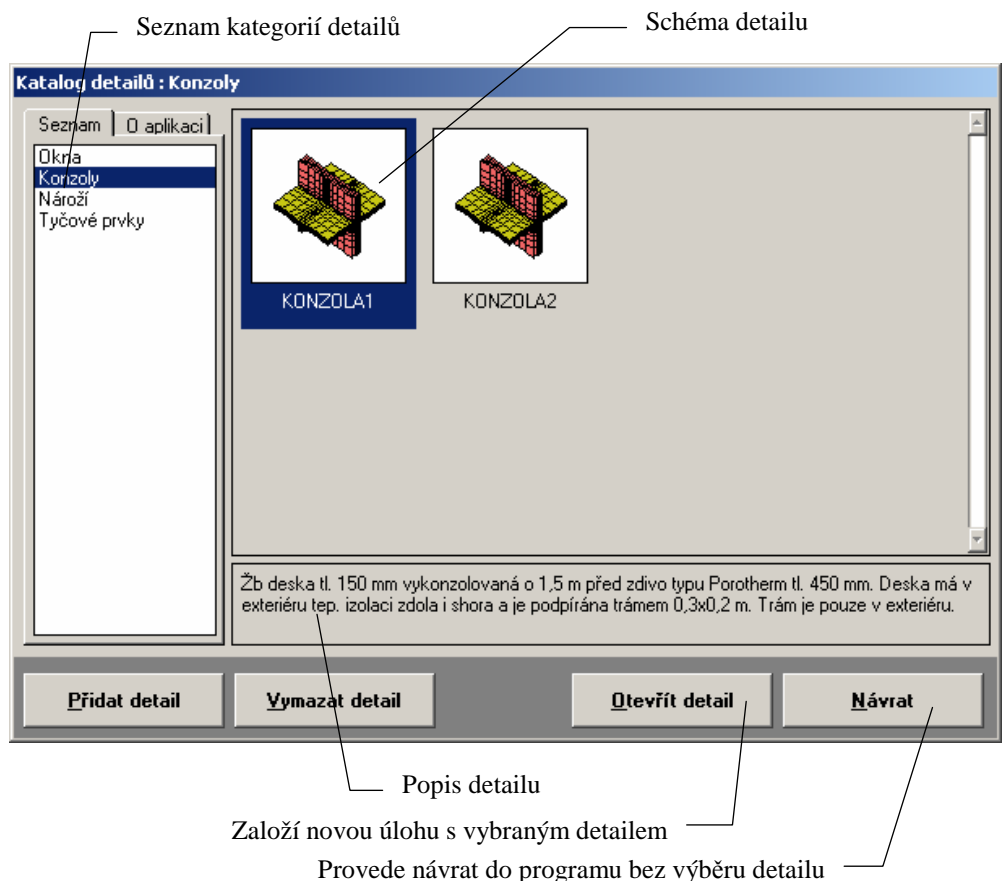 Seznam kategorií detailů
Schéma detailu
Katalog detailů : Konzoly
Seznam
O aplikaci
Okna
Konzoly
Nároží
Tyčové prvky
KONZOLA1
KONZOLA2
Žb deska tl. 150 mm vykonzolovaná o 1,5 m před zdivo typu Porotherm tl. 450 mm. Deska má v
exteriéru tep. izolaci zdola i shora a je podpírána trámem 0,3x0,2 m. Trám je pouze v exteriéru.
Přidat detail
Vymazat detail
Otevřít detail
Návrat
Popis detailu
Založí novou úlohu s vybraným detailem
Provede návrat do programu bez výběru detailu